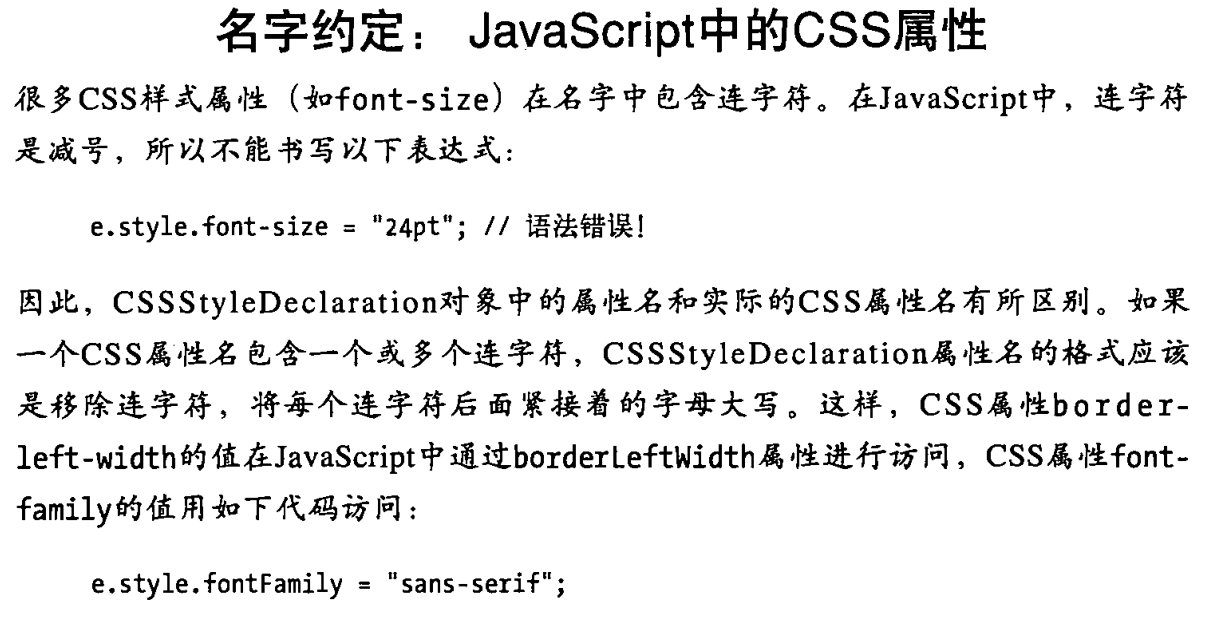 名字约定： JavaScript中的CSS属性
很多CSS样式属性（如font-size）在名字中包含连字符。在JavaScript中，连字符
是减号，所以不能书写以下表达式：
e.style.font-size = "24pt"; // 语法错误!
因此，CSSStyleDeclaration对象中的属性名和实际的CSS属性名有所区别。如果
一个CSS属性名包含一个或多个连字符，CSSStyleDeclaration属性名的格式应该
是移除连字符，将每个连字符后面紧接着的字母大写。这样，CSS属性border-
left-width的值在JavaScript中通过borderLeftWidth属性进行访问，CSS属性font-
family的值用如下代码访问：
e.style.fontFamily = "sans-serif";